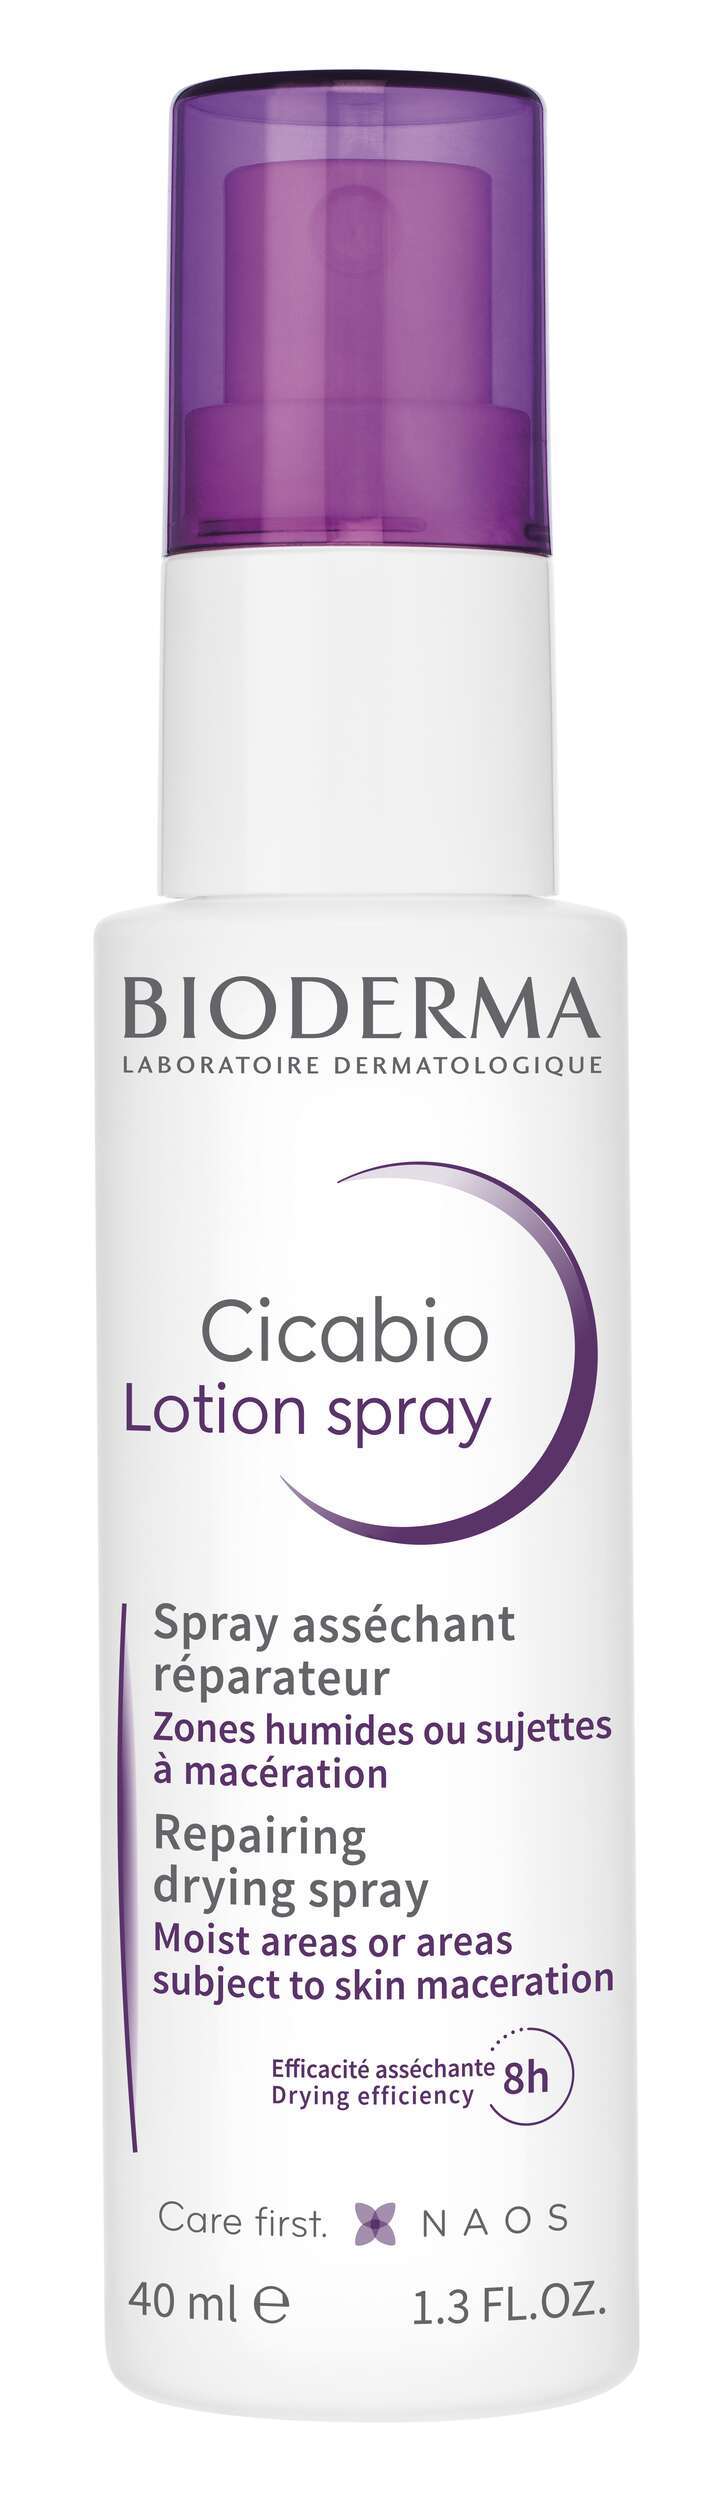 BIODERMA
LABORATOIRE DERMATOLOGIQUE
Cicabio
Lotion spray
Spray asséchant
réparateur
Zones humides ou sujettes
à macération
Repairing
drying spray
Moist areas or areas
subject to skin maceration
Efficacité asséchante
Drying efficiency
8h
Care first. NAOS
40 ml ℮ 1.3 FL.OZ.